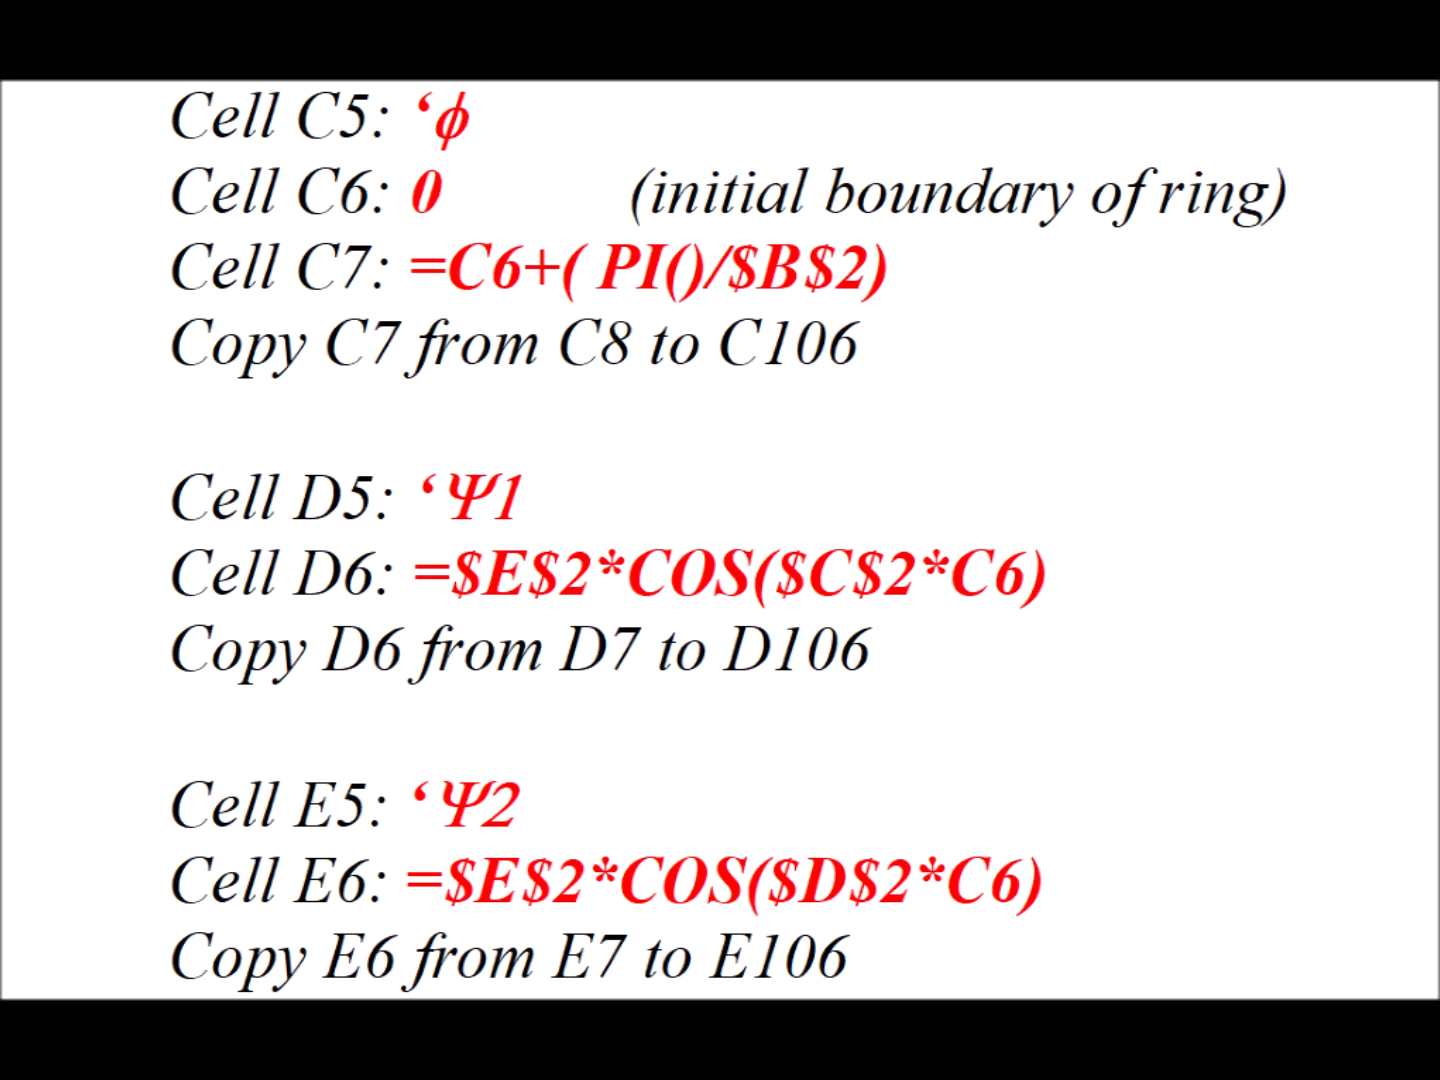 Cell C5: ‘ϕ
Cell C6: 0 (initial boundary of ring)
Cell C7: =C6+( PI()/$B$2)
Copy C7 from C8 to C106
Cell D5: ‘Ψ1
Cell D6: =$E$2*COS($C$2*C6)
Copy D6 from D7 to D106
Cell E5: ‘Ψ2
Cell E6: =$E$2*COS($D$2*C6)
Copy E6 from E7 to E106